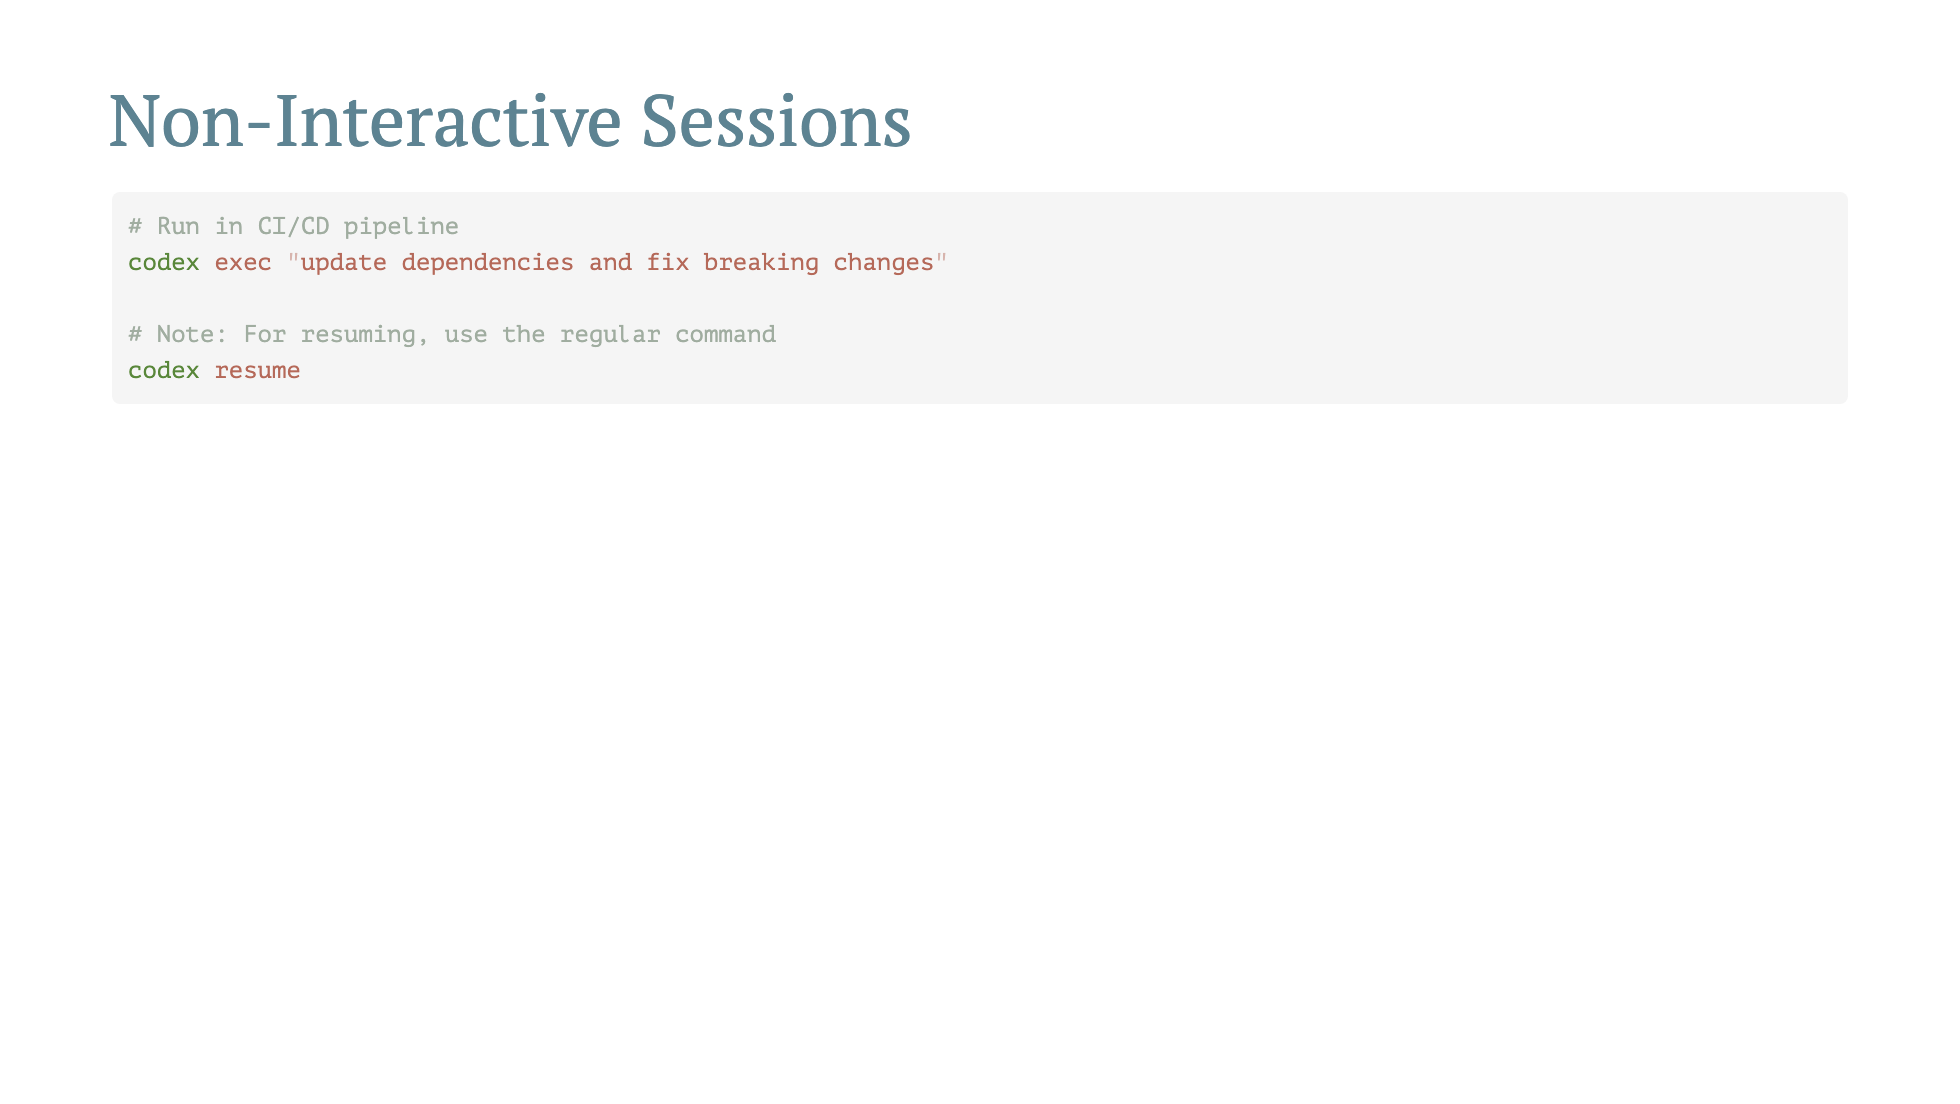 Non-Interactive Sessions
# Run in CI/CD pipeline
codex exec "update dependencies and fix breaking changes"
# Note: For resuming, use the regular command
codex resume